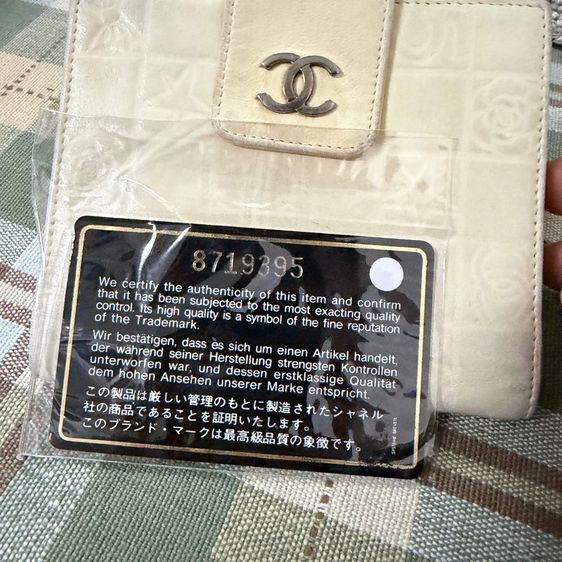 8719395
We certify the authenticity of this item and confirm
that it has been subjected to the most exacting quality
control. Its high quality is a symbol of the fine reputation
of the Trademark.
Wir bestätigen, dass es sich um einen Artikel handelt,
der während seiner Herstellung strengsten Kontrollen
unterworfen war, und dessen erstklassige Qualität
dem hohen Ansehen unserer Marke entspricht.
この製品は厳しい管理のもとに製造されたシャネル
社の商品であることを証明いたします。
このブランド・マークは最高級品質の象徴です。